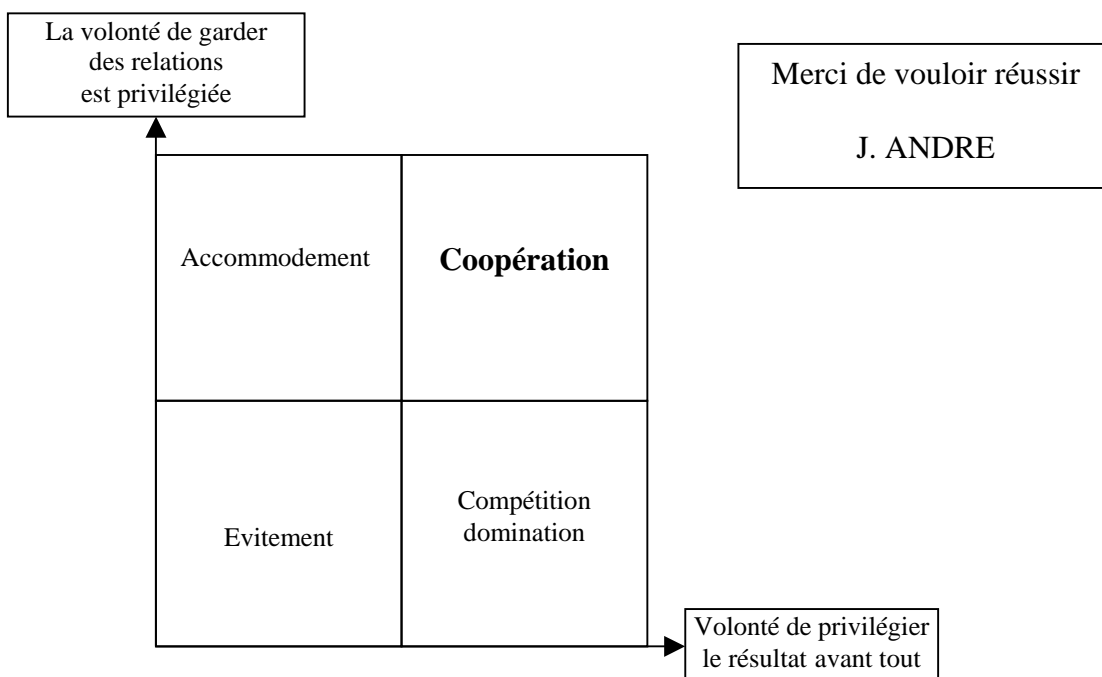 La volonté de garder
des relations
est privilégiée
Merci de vouloir réussir
J. ANDRE
Accommodement
Coopération
Evitement
Compétition
domination
Volonté de privilégier
le résultat avant tout